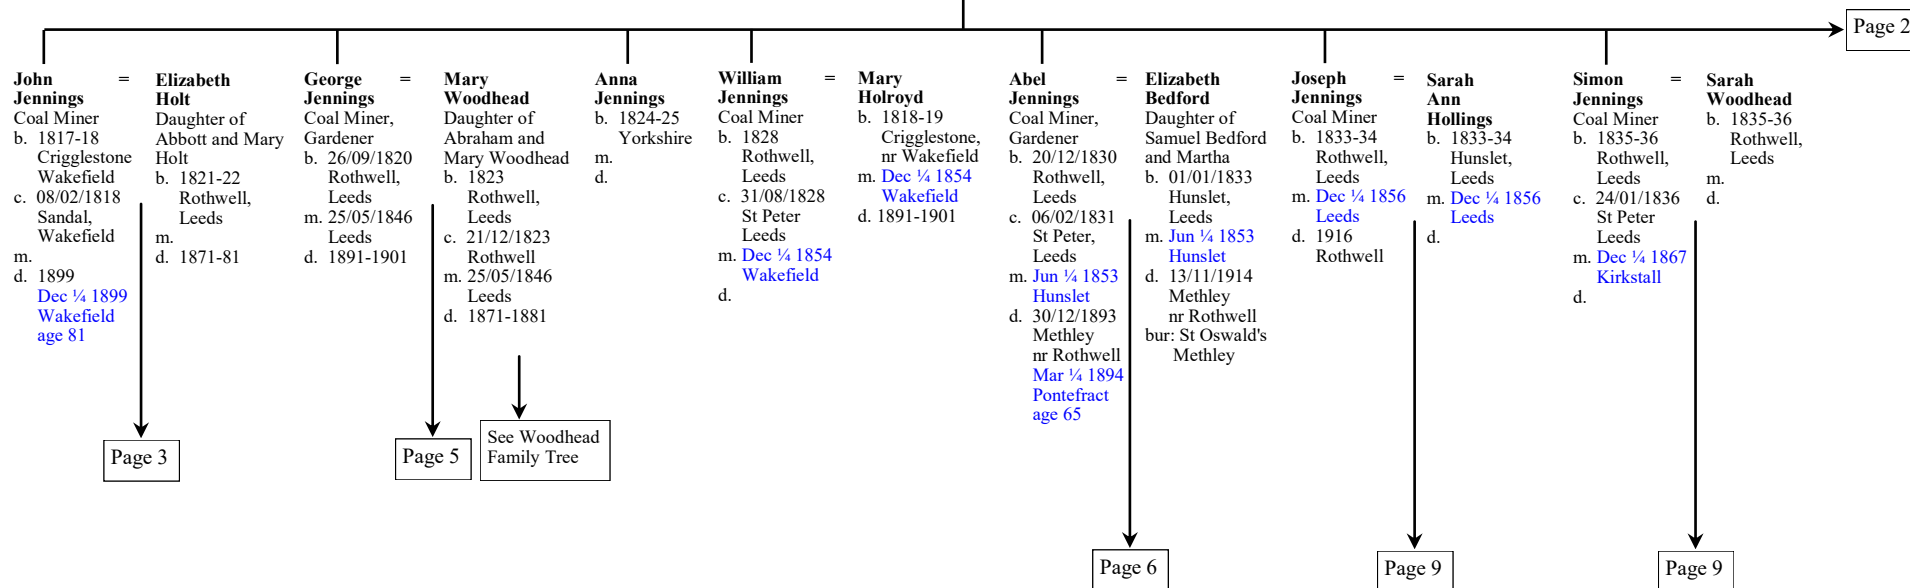 Page 2
John =
Jennings
Coal Miner
b. 1817-18
Crigglestone
Wakefield
c. 08/02/1818
Sandal,
Wakefield
m.
d. 1899
Dec ¼ 1899
Wakefield
age 81
Elizabeth
Holt
Daughter of
Abbott and Mary
Holt
b. 1821-22
Rothwell,
Leeds
m.
d. 1871-81
Page 3
George =
Jennings
Coal Miner,
Gardener
b. 26/09/1820
Rothwell,
Leeds
m. 25/05/1846
Leeds
d. 1891-1901
Mary
Woodhead
Daughter of
Abraham and
Mary Woodhead
b. 1823
Rothwell,
Leeds
c. 21/12/1823
Rothwell
m. 25/05/1846
Leeds
d. 1871-1881
Page 5
See Woodhead
Family Tree
Anna
Jennings
b. 1824-25
Yorkshire
m.
d.
William =
Jennings
Coal Miner
b. 1828
Rothwell,
Leeds
c. 31/08/1828
St Peter
Leeds
m. Dec ¼ 1854
Wakefield
d.
Mary
Holroyd
b. 1818-19
Crigglestone,
nr Wakefield
m. Dec ¼ 1854
Wakefield
d. 1891-1901
Abel =
Jennings
Coal Miner,
Gardener
b. 20/12/1830
Rothwell,
Leeds
c. 06/02/1831
St Peter,
Leeds
m. Jun ¼ 1853
Hunslet
d. 30/12/1893
Methley
nr Rothwell
Mar ¼ 1894
Pontefract
age 65
Elizabeth
Bedford
Daughter of
Samuel Bedford
and Martha
b. 01/01/1833
Hunslet,
Leeds
m. Jun ¼ 1853
Hunslet
d. 13/11/1914
Methley
nr Rothwell
bur: St Oswald's
Methley
Page 6
Joseph =
Jennings
Coal Miner
b. 1833-34
Rothwell,
Leeds
m. Dec ¼ 1856
Leeds
d. 1916
Rothwell
Sarah
Ann
Hollings
b. 1833-34
Hunslet,
Leeds
m. Dec ¼ 1856
Leeds
d.
Page 9
Simon =
Jennings
Coal Miner
b. 1835-36
Rothwell,
Leeds
c. 24/01/1836
St Peter
Leeds
m. Dec ¼ 1867
Kirkstall
d.
Sarah
Woodhead
b. 1835-36
Rothwell,
Leeds
m.
d.
Page 9